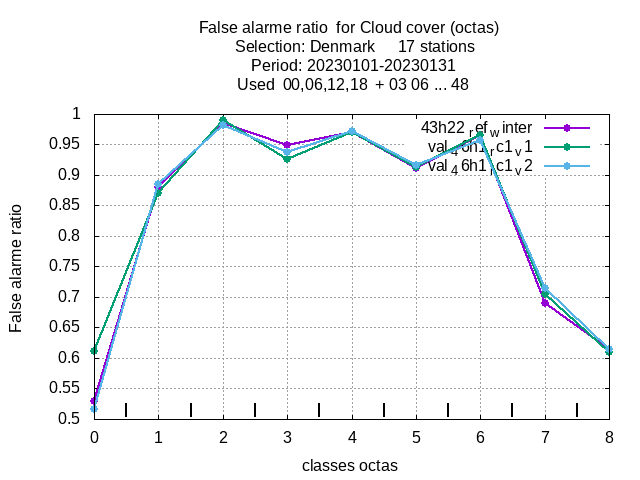 False alarme ratio  for Cloud cover (octas)
Selection: Denmark     17 stations
Period: 20230101-20230131
Used  00,06,12,18  + 03 06 ... 48
1
0.95
0.9
0.85
0.8
0.75
0.7
0.65
0.6
0.55
0.5
False alarme ratio
43h22_ref_winter
val_46h1_rc1_v1
val_46h1_rc1_v2
0 1 2 3 4 5 6 7 8
classes octas